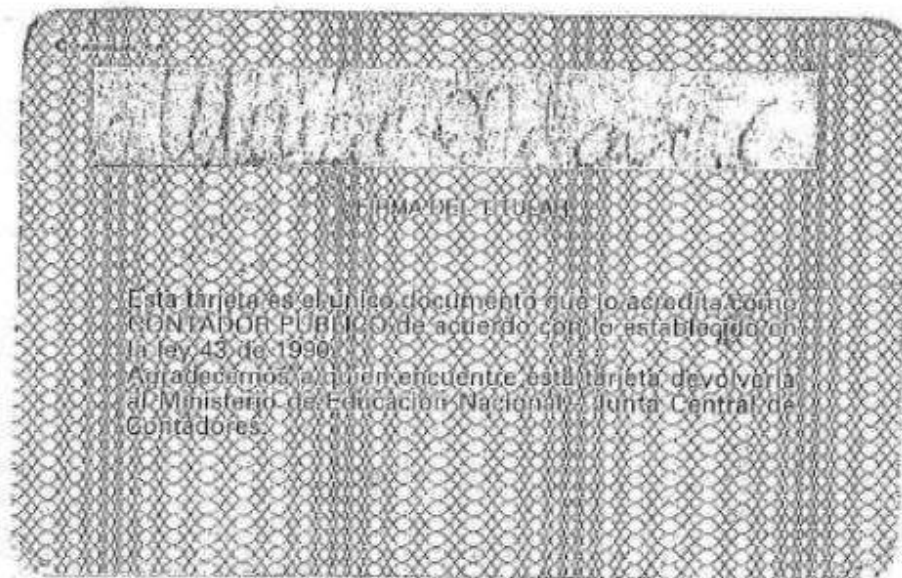 FIRMA DEL TITULAR
Esta tarjeta es el único documento que lo acredita como
CONTADOR PUBLICO de acuerdo con lo establecido en
la ley 43 de 1990.
Agradecemos a quien encuentre esta tarjeta devolverla
al Ministerio de Educación Nacional - Junta Central de
Contadores.